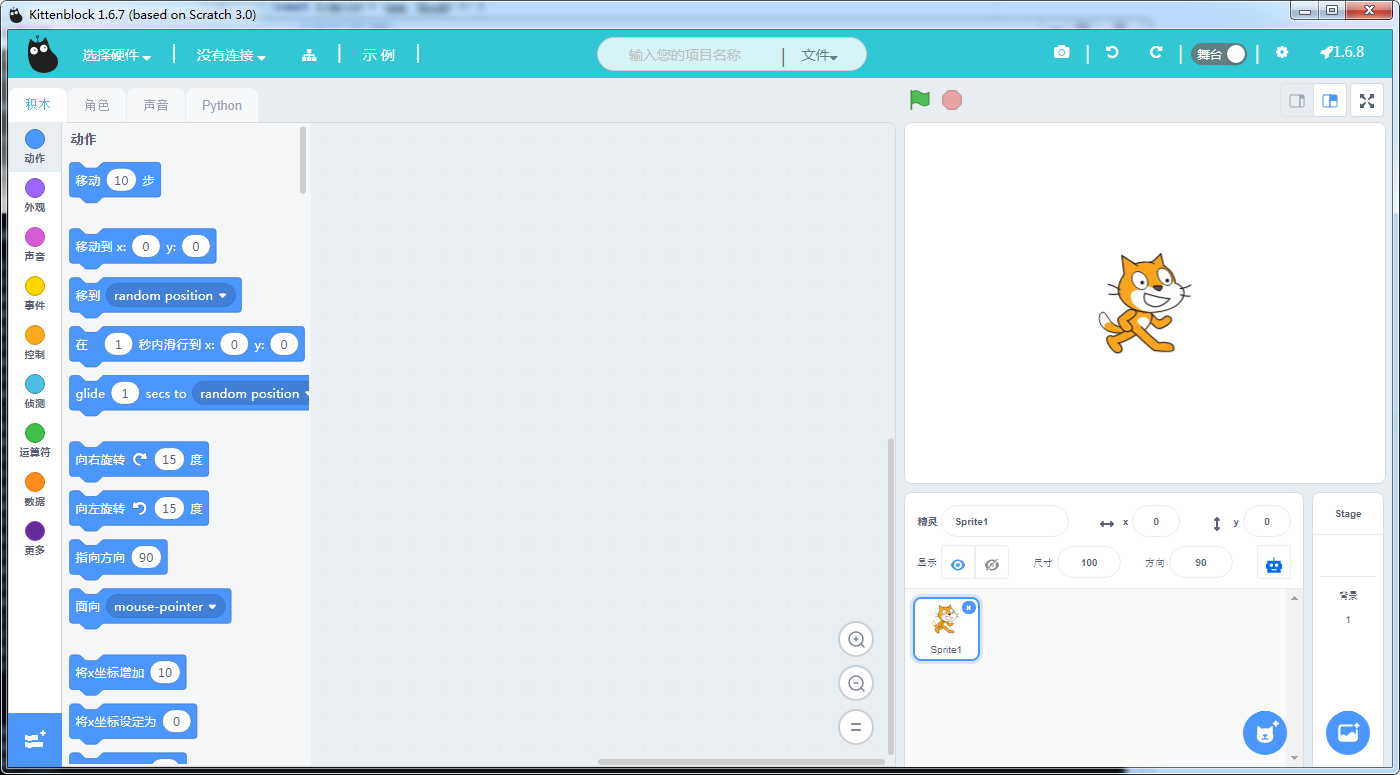 Kittenblock 1.6.7 (based on Scratch 3.0)
选择硬件
没有连接
示 例
输入您的项目名称
文件
舞台
1.6.8
积木
角色
声音
Python
动作
外观
声音
事件
控制
侦测
运算符
数据
更多
动作
移动 10 步
移动到 x: 0 y: 0
移到 random position
在 1 秒内滑行到 x: 0 y: 0
glide 1 secs to random position
向右旋转 15 度
向左旋转 15 度
指向方向 90
面向 mouse-pointer
将x坐标增加 10
将x坐标设定为 0
精灵 Sprite1 x 0 y 0
显示 尺寸 100 方向 90
Sprite1
Stage
背景
1